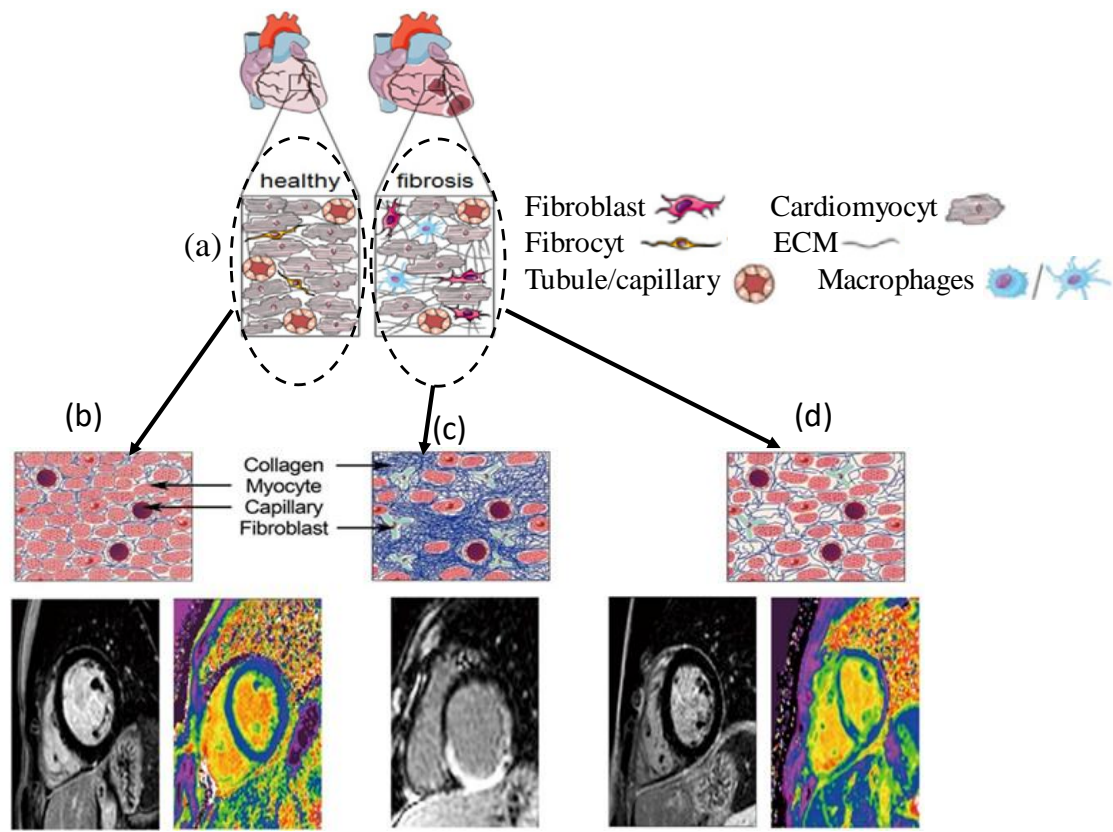 healthy fibrosis
(a)
Fibroblast Cardiomyocyt
Fibrocyt ECM
Tubule/capillary Macrophages
(b) (c) (d)
Collagen
Myocyte
Capillary
Fibroblast